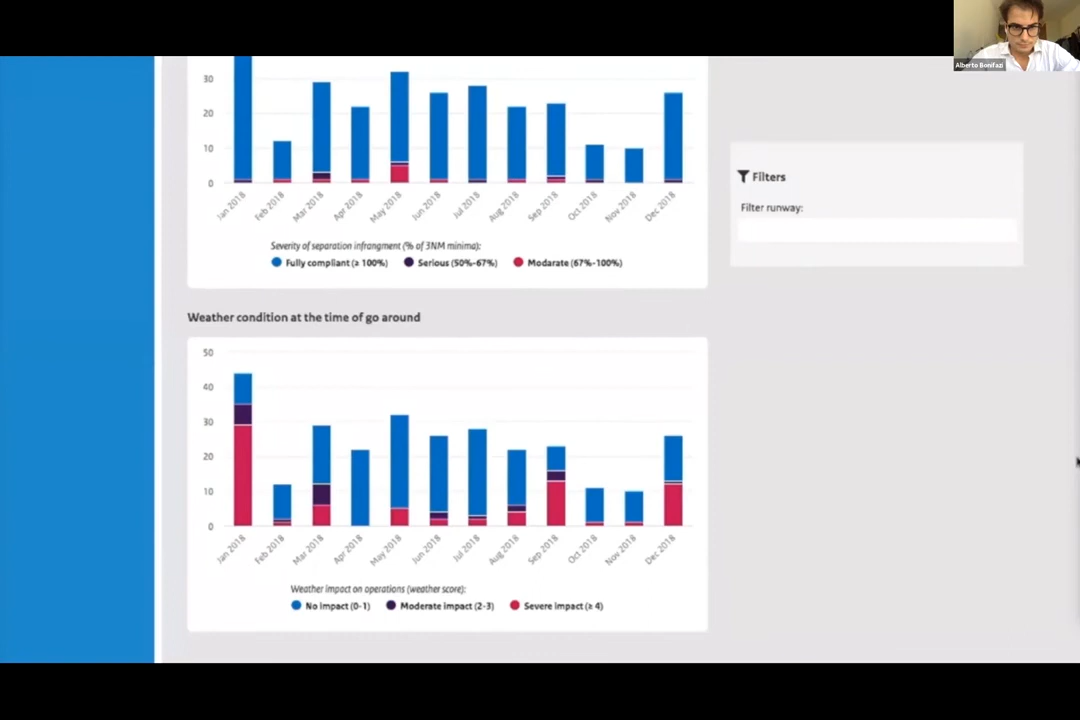 Alberto Bonifazi
30
20
10
0
Jan 2018 Feb 2018 Mar 2018 Apr 2018 May 2018 Jun 2018 Jul 2018 Aug 2018 Sep 2018 Oct 2018 Nov 2018 Dec 2018
Severity of separation infrangment (% of 3NM minima):
Fully compliant (≥ 100%) Serious (50%-67%) Modarate (67%-100%)
Filters
Filter runway:
Weather condition at the time of go around
50
40
30
20
10
0
Jan 2018 Feb 2018 Mar 2018 Apr 2018 May 2018 Jun 2018 Jul 2018 Aug 2018 Sep 2018 Oct 2018 Nov 2018 Dec 2018
Weather impact on operations (weather score):
No impact (0-1) Moderate impact (2-3) Severe impact (≥ 4)